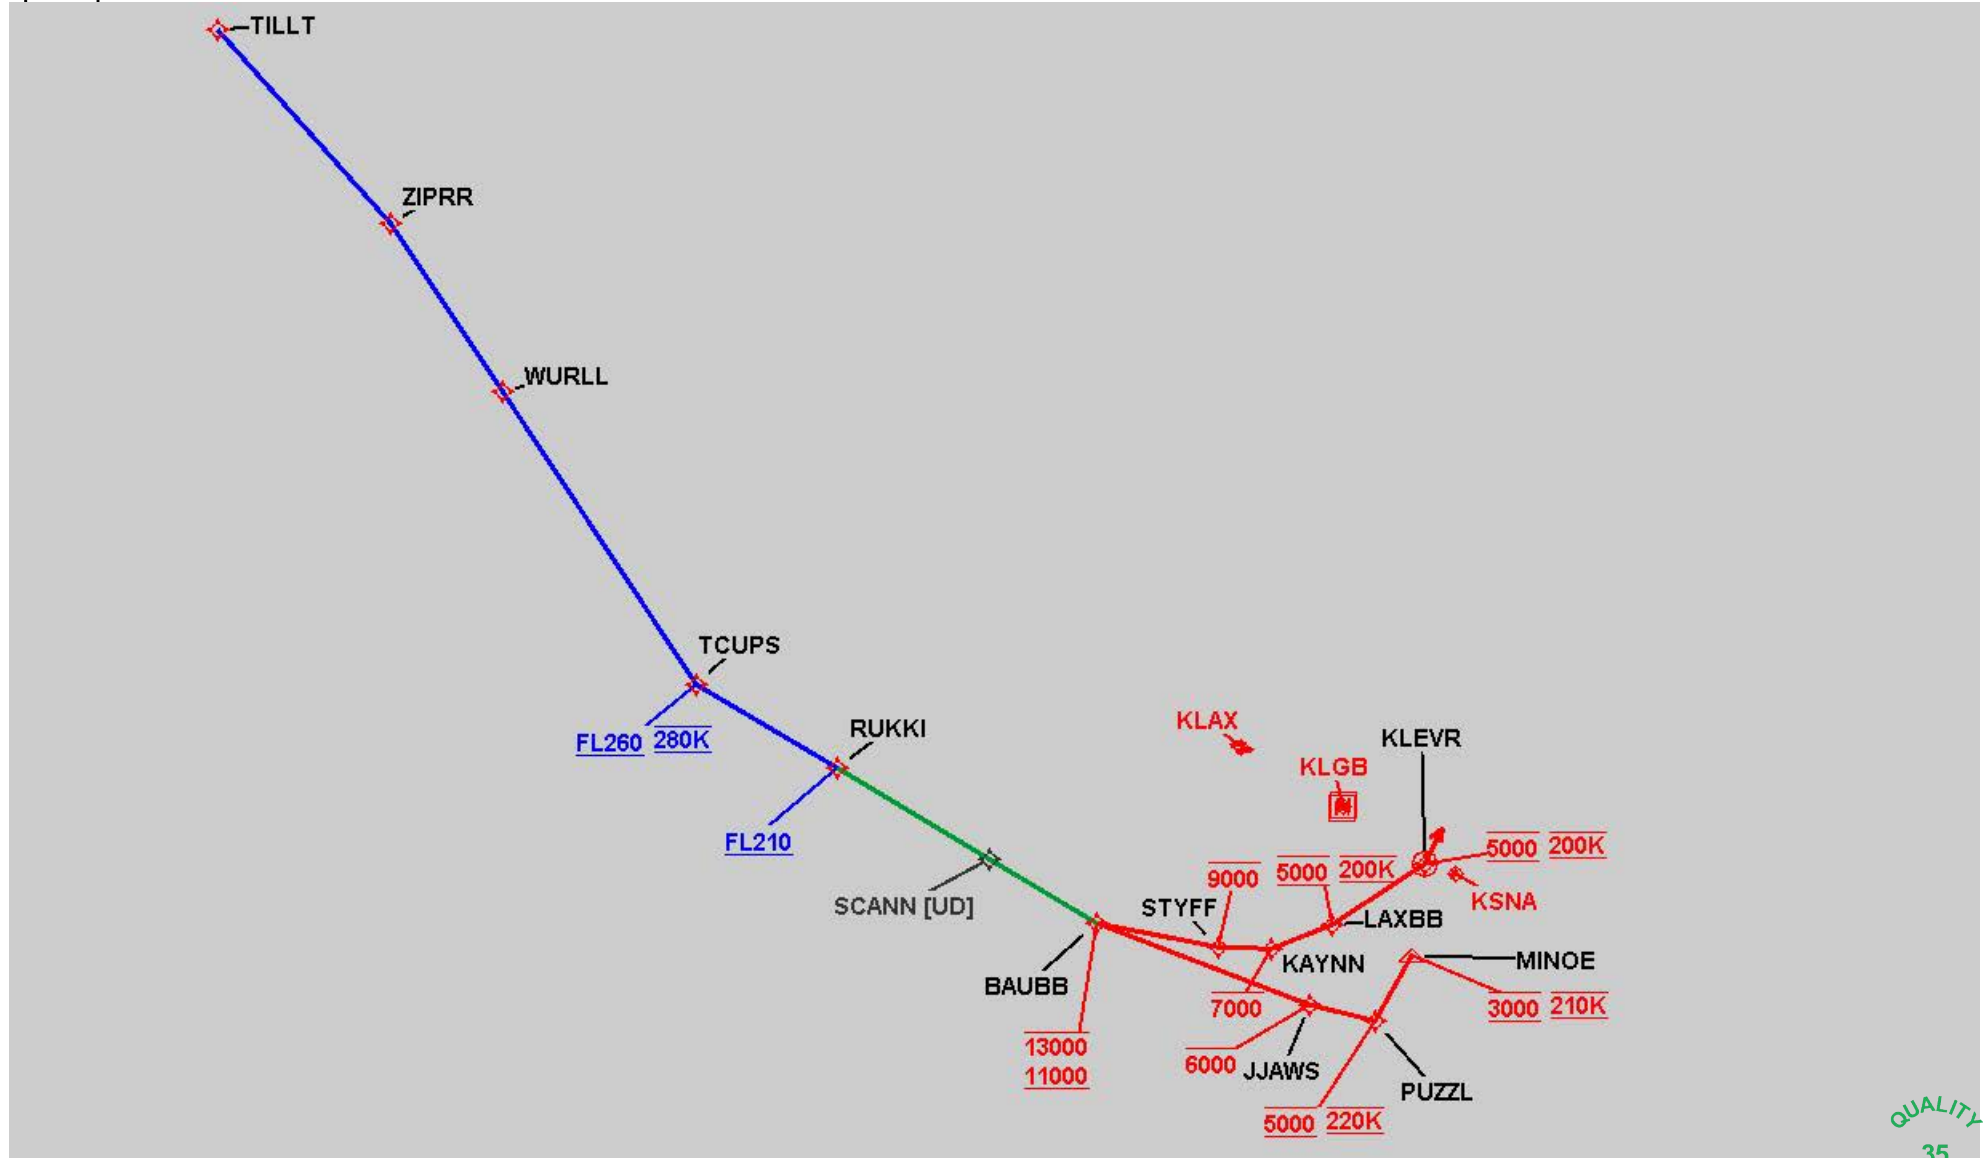 TILLT
ZIPRR
WURLL
TCUPS
FL260 280K
RUKKI
FL210
SCANN [UD]
BAUBB
13000
11000
STYFF
9000
KAYNN
7000
5000 200K
LAXBB
KLAX
KLGB
KLEVR
5000 200K
KSNA
MINOE
3000 210K
6000
JJAWS
PUZZL
5000 220K
QUALITY
35